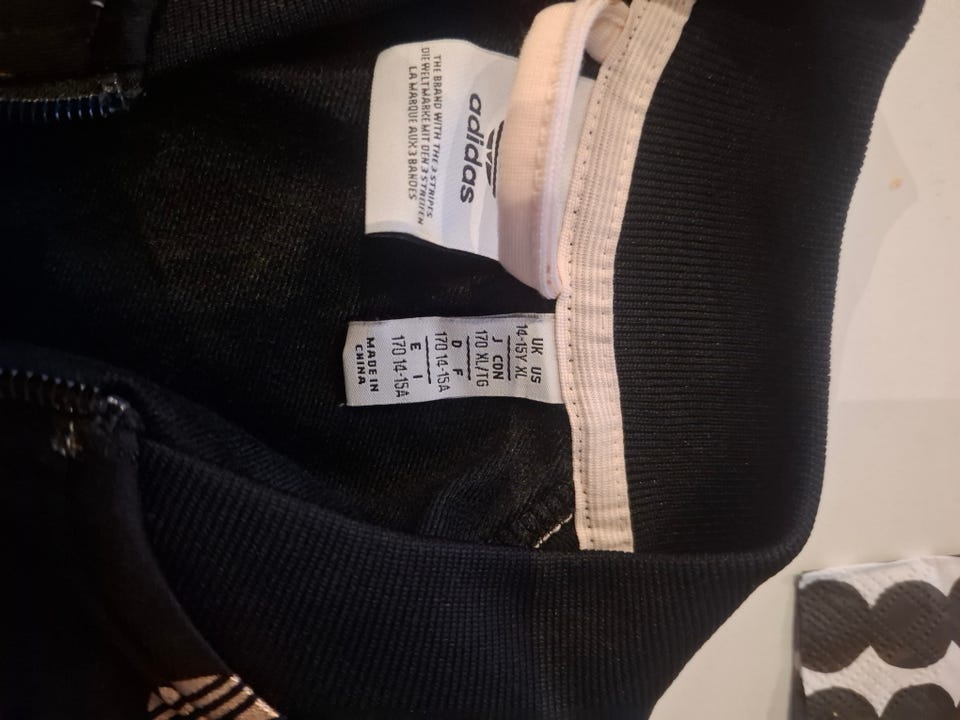 adidas
THE BRAND WITH THE 3 STRIPES
DIE WELTMARKE MIT DEN 3 STREIFEN
LA MARQUE AUX 3 BANDES
UK US
14-15Y XL
J CON
170 XL/TG
D F
170 14-15A
E I
170 14-15A
MADE IN
CHINA